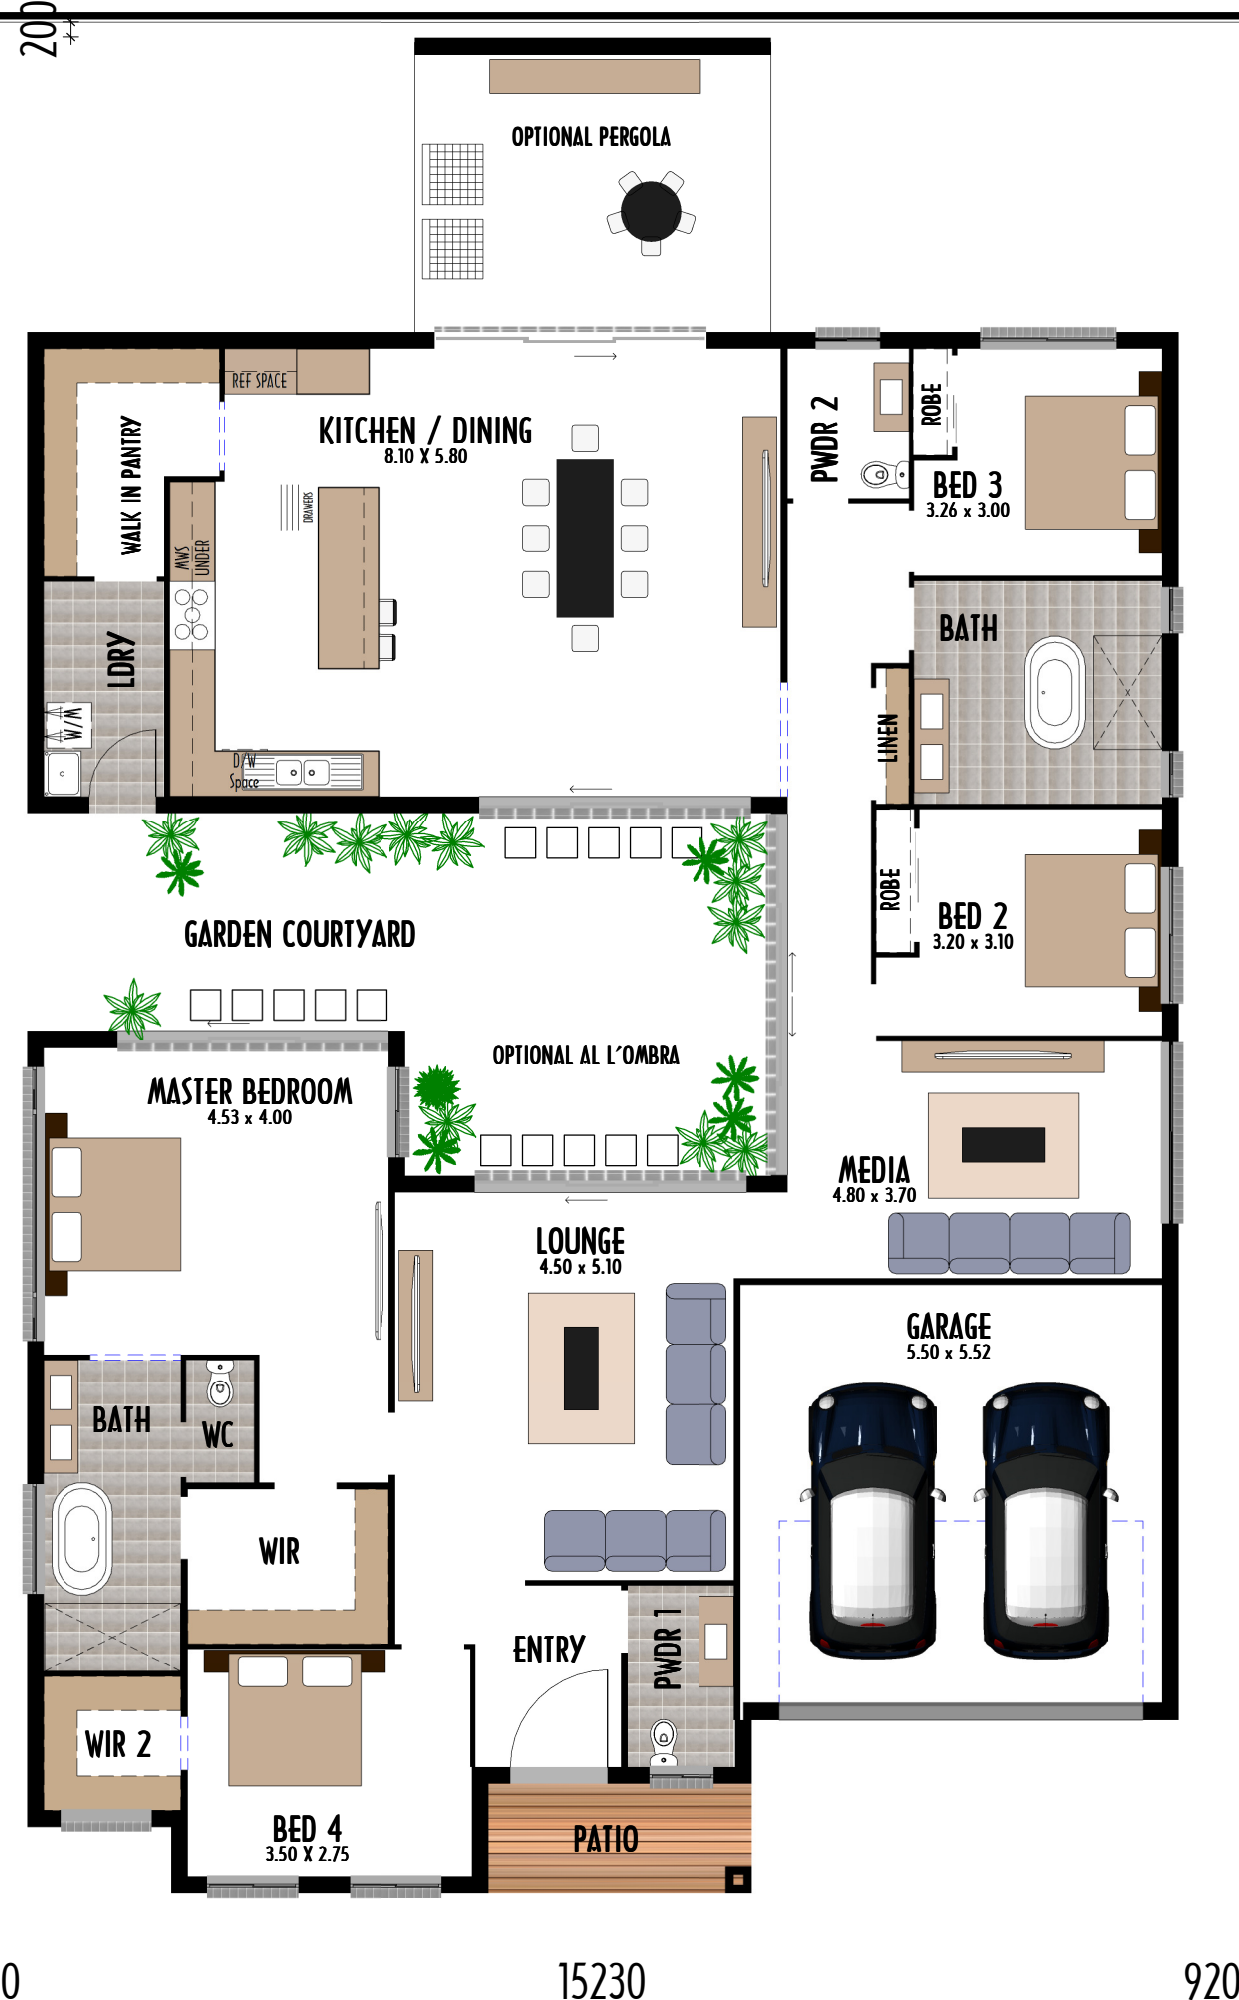 200
OPTIONAL PERGOLA
REF SPACE
KITCHEN / DINING
8.10 X 5.80
WALK IN PANTRY
DRAWERS
MWS
UNDER
PWDR 2
ROBE
BED 3
3.26 x 3.00
LDRY
W/M
D/W
Space
BATH
LINEN
ROBE
BED 2
3.20 x 3.10
GARDEN COURTYARD
OPTIONAL AL L'OMBRA
MASTER BEDROOM
4.53 x 4.00
MEDIA
4.80 x 3.70
LOUNGE
4.50 x 5.10
GARAGE
5.50 x 5.52
BATH
WC
WIR
ENTRY
PWDR 1
WIR 2
BED 4
3.50 X 2.75
PATIO
0
15230
920